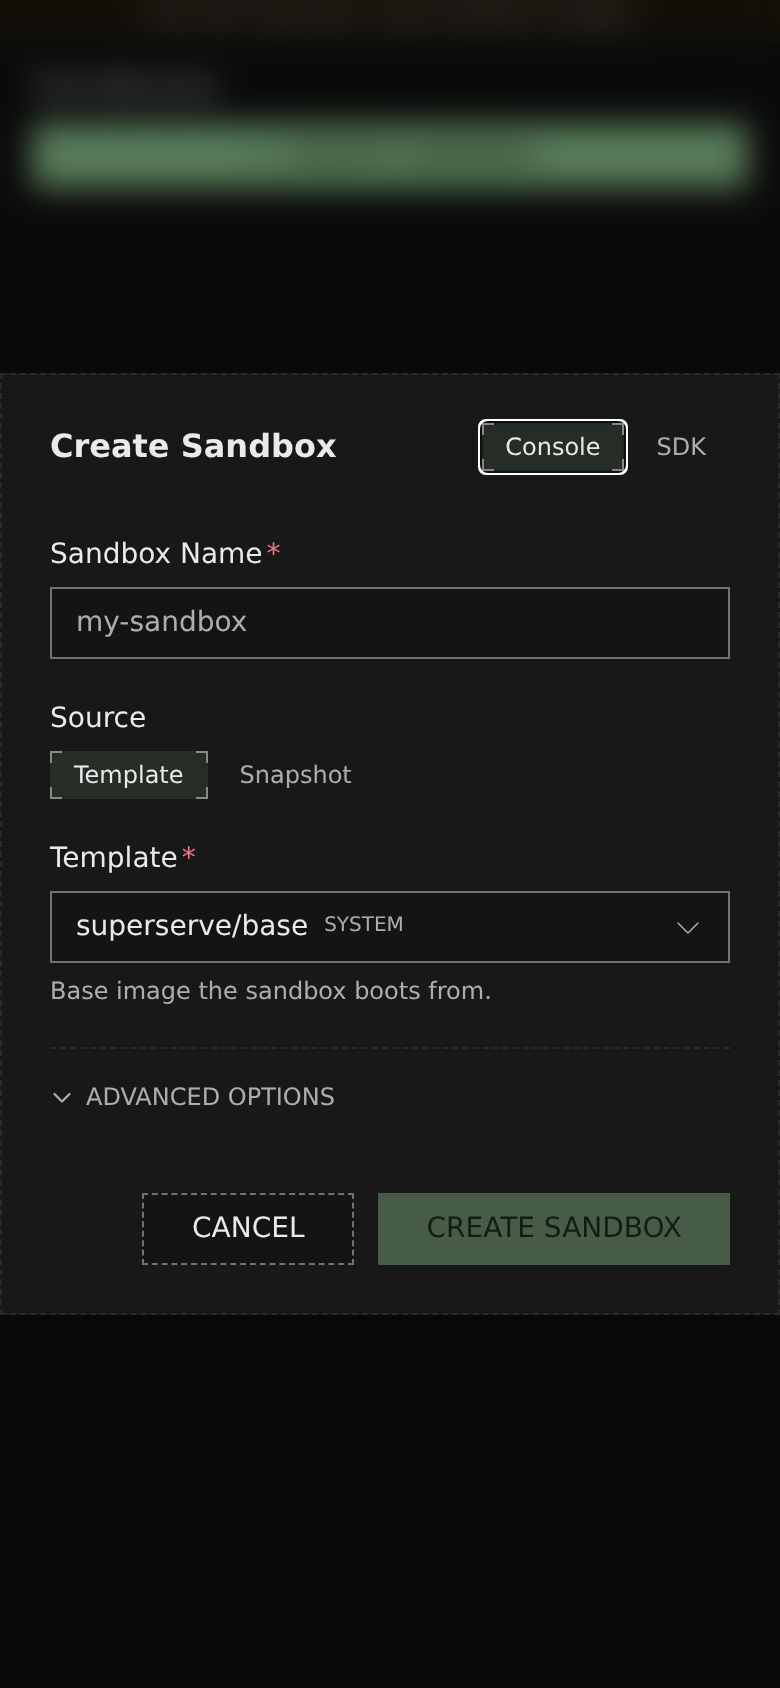 Create Sandbox
Console
SDK
Sandbox Name*
my-sandbox
Source
Template
Snapshot
Template*
superserve/base SYSTEM
Base image the sandbox boots from.
ADVANCED OPTIONS
CANCEL
CREATE SANDBOX